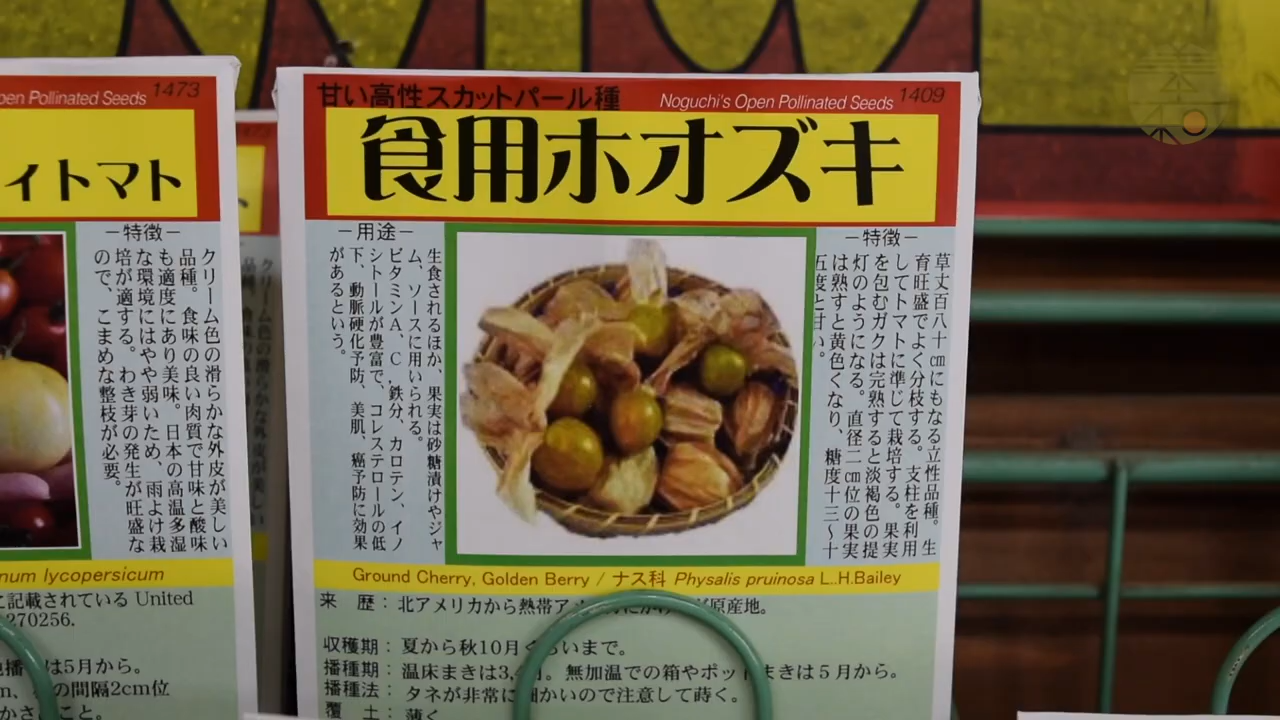 pen Pollinated Seeds 1473
ィトマト
－特徴－
クリーム色の滑らかな外皮が美しい
品種。食味の良い肉質で甘味と酸味
も適度にあり美味。日本の高温多湿
な環境にはやや弱いため、雨よけ栽
培が適する。わき芽の発生が旺盛な
ので、こまめな整枝が必要。
num lycopersicum
に記載されている United
270256.
は5月から。
の間隔2cm位
こと。
甘い高性スカットパール種
Noguchi's Open Pollinated Seeds 1409
食用ホオズキ
－特徴－
草丈百八十㎝にもなる立性品種。生
育旺盛でよく分枝する。支柱を利用
してトマトに準じて栽培する。果実
を包むガクは完熟すると淡褐色の提
灯のようになる。直径二㎝位の果実
は熟すと黄色くなり、糖度十三〜十
五度と甘い。
－用途－
生食されるほか、果実は砂糖漬けやジャ
ム、ソースに用いられる。
ビタミンA、C、鉄分、カロテン、イノ
シトールが豊富で、コレステロールの低
下、動脈硬化予防、美肌、癌予防に効果
があるという。
Ground Cherry, Golden Berry / ナス科 Physalis pruinosa L..H.Bailey
来　歴：北アメリカから熱帯ア
原産地。
収穫期：夏から秋10月くらいまで。
播種期：温床まきは3,4月。無加温での箱やポットまきは５月から。
播種法：タネが非常に細かいので注意して蒔く。
覆　土：薄く